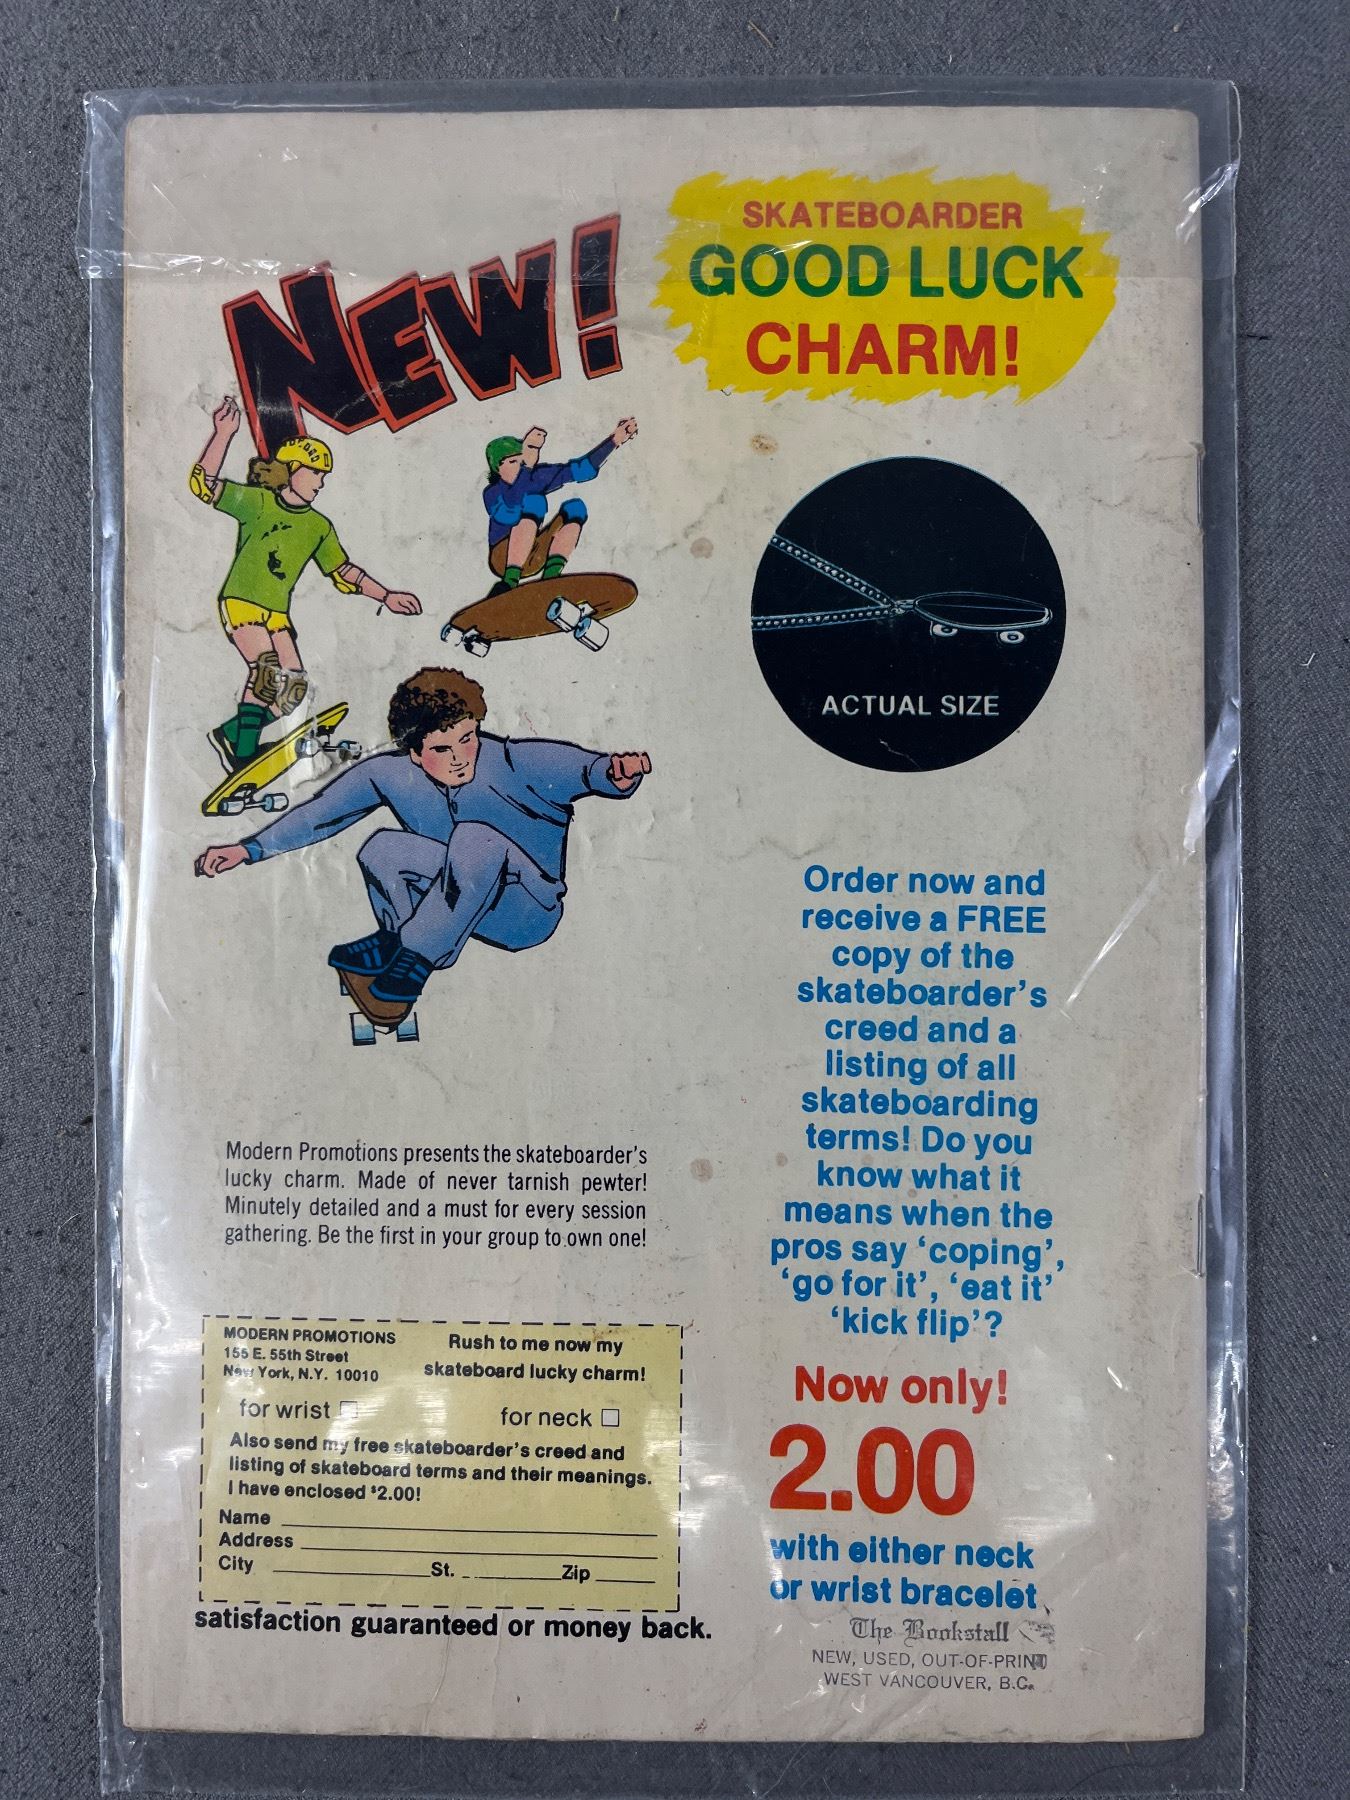 NEW!
SKATEBOARDER
GOOD LUCK
CHARM!
ACTUAL SIZE
Order now and
receive a FREE
copy of the
skateboarder's
creed and a
listing of all
skateboarding
terms! Do you
know what it
means when the
pros say ‘coping’,
‘go for it’, ‘eat it’
‘kick flip’?
Now only!
2.00
with either neck
or wrist bracelet
Modern Promotions presents the skateboarder's
lucky charm. Made of never tarnish pewter!
Minutely detailed and a must for every session
gathering. Be the first in your group to own one!
MODERN PROMOTIONS
155 E. 55th Street
New York, N.Y. 10010
Rush to me now my
skateboard lucky charm!
for wrist
for neck
Also send my free skateboarder's creed and
listing of skateboard terms and their meanings.
I have enclosed $2.00!
Name
Address
City St. Zip
satisfaction guaranteed or money back.
The Bookstall
NEW, USED, OUT-OF-PRINT
WEST VANCOUVER, B.C.